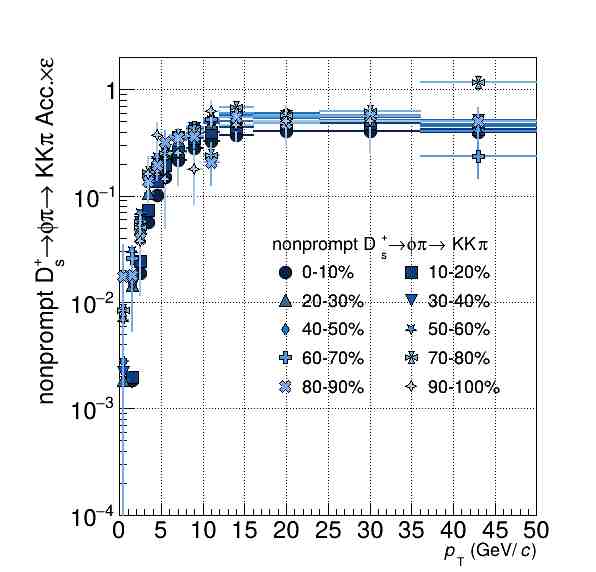 nonprompt D⁺ₛ→ϕπ→ KKπ Acc.×ε
1
10⁻¹
10⁻²
10⁻³
10⁻⁴
nonprompt D⁺ₛ→ϕπ→ KKπ
0-10% 10-20%
20-30% 30-40%
40-50% 50-60%
60-70% 70-80%
80-90% 90-100%
0 5 10 15 20 25 30 35 40 45 50
p_T (GeV/c)